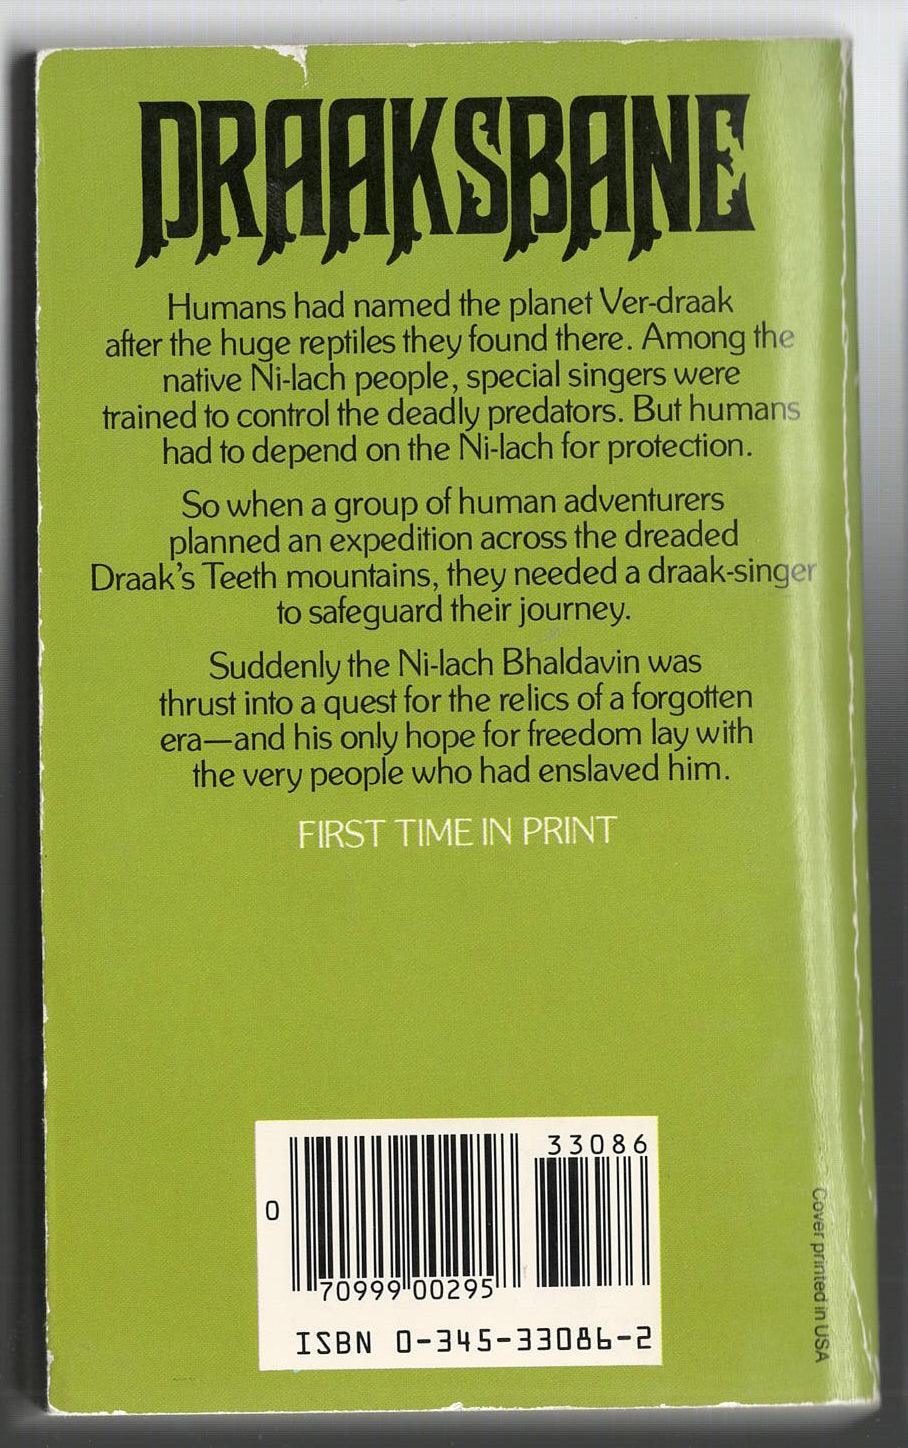 DRAAKSBANE
Humans had named the planet Ver-draak
after the huge reptiles they found there. Among the
native Ni-lach people, special singers were
trained to control the deadly predators. But humans
had to depend on the Ni-lach for protection.
So when a group of human adventurers
planned an expedition across the dreaded
Draak's Teeth mountains, they needed a draak-singer
to safeguard their journey.
Suddenly the Ni-lach Bhaldavin was
thrust into a quest for the relics of a forgotten
era—and his only hope for freedom lay with
the very people who had enslaved him.
FIRST TIME IN PRINT
33086
0
70999 00295
ISBN 0-345-33086-2
Cover printed in USA